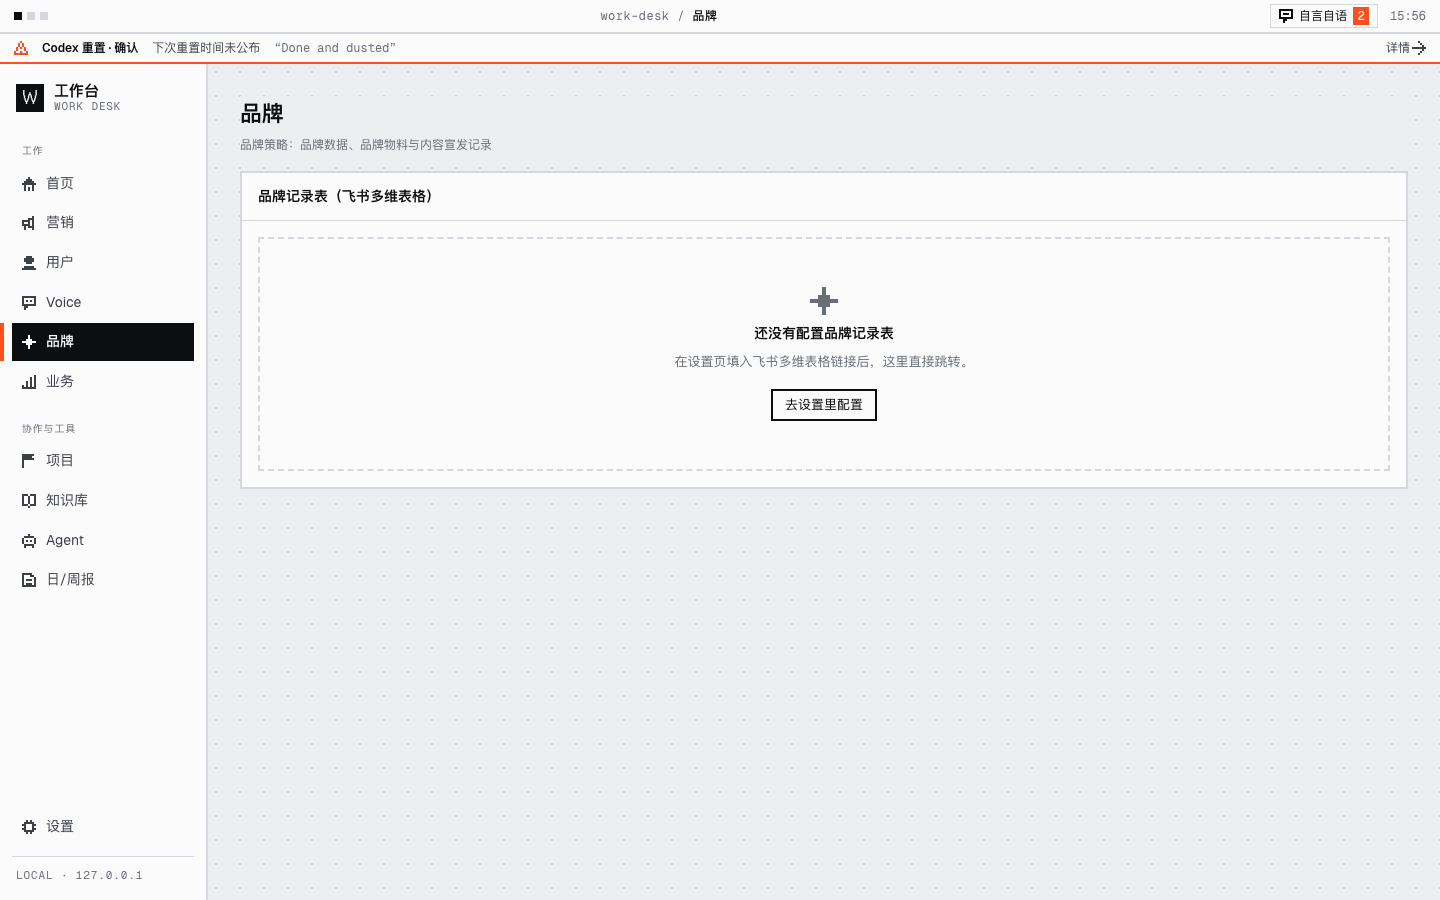 work-desk / 品牌
自言自语 2
15:56
Codex 重置·确认 下次重置时间未公布 “Done and dusted”
详情
W
工作台
WORK DESK
工作
首页
营销
用户
Voice
品牌
业务
协作与工具
项目
知识库
Agent
日/周报
设置
LOCAL · 127.0.0.1
品牌
品牌策略：品牌数据、品牌物料与内容宣发记录
品牌记录表（飞书多维表格）
还没有配置品牌记录表
在设置页填入飞书多维表格链接后，这里直接跳转。
去设置里配置